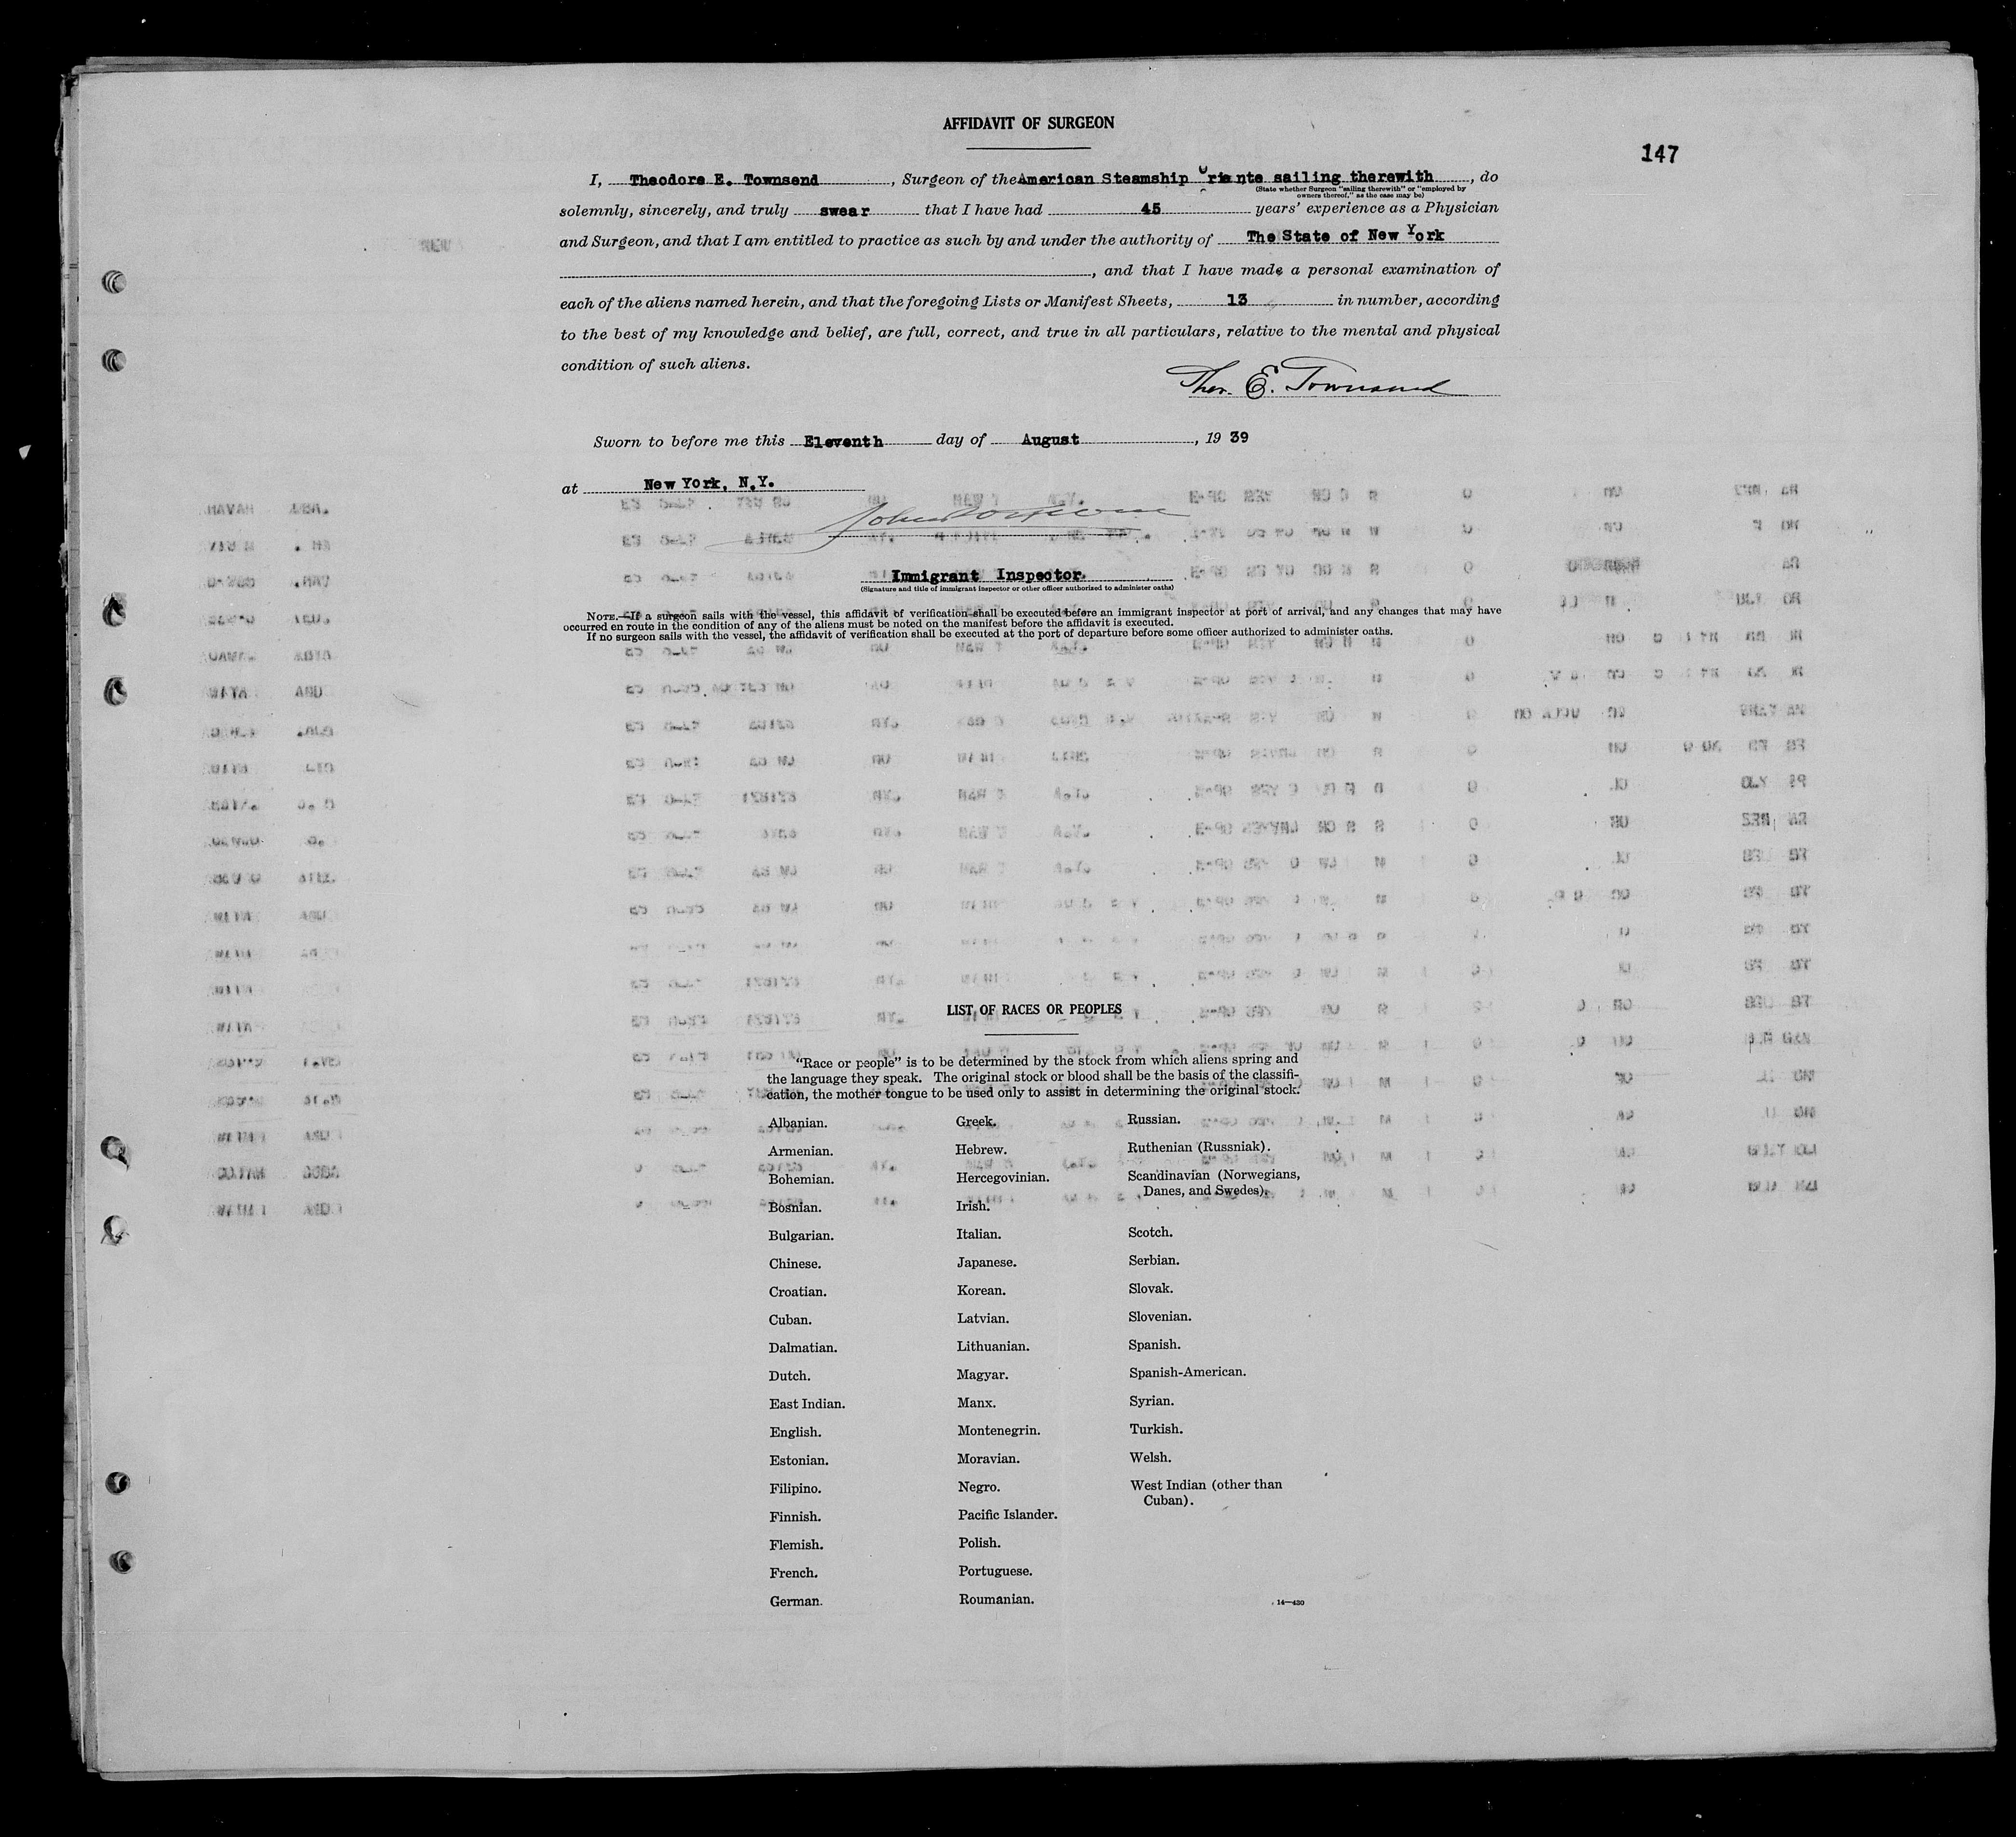 AFFIDAVIT OF SURGEON
147
I, Theodore E. Townsend, Surgeon of the American Steamship Oriente sailing therewith, do
(State whether Surgeon "sailing therewith" or "employed by
owners thereof," as the case may be)
solemnly, sincerely, and truly swear that I have had 45 years' experience as a Physician
and Surgeon, and that I am entitled to practice as such by and under the authority of The State of New York
, and that I have made a personal examination of
each of the aliens named herein, and that the foregoing Lists or Manifest Sheets, 13 in number, according
to the best of my knowledge and belief, are full, correct, and true in all particulars, relative to the mental and physical
condition of such aliens.
Theo. E. Townsend
Sworn to before me this Eleventh day of August, 1939
at New York, N.Y.
Immigrant Inspector.
(Signature and title of immigrant inspector or other officer authorized to administer oaths)
NOTE.—If a surgeon sails with the vessel, this affidavit of verification shall be executed before an immigrant inspector at port of arrival, and any changes that may have
occurred en route in the condition of any of the aliens must be noted on the manifest before the affidavit is executed.
If no surgeon sails with the vessel, the affidavit of verification shall be executed at the port of departure before some officer authorized to administer oaths.
LIST OF RACES OR PEOPLES
"Race or people" is to be determined by the stock from which aliens spring and
the language they speak. The original stock or blood shall be the basis of the classifi-
cation, the mother tongue to be used only to assist in determining the original stock.
Albanian.
Armenian.
Bohemian.
Bosnian.
Bulgarian.
Chinese.
Croatian.
Cuban.
Dalmatian.
Dutch.
East Indian.
English.
Estonian.
Filipino.
Finnish.
Flemish.
French.
German.
Greek.
Hebrew.
Hercegovinian.
Irish.
Italian.
Japanese.
Korean.
Latvian.
Lithuanian.
Magyar.
Manx.
Montenegrin.
Moravian.
Negro.
Pacific Islander.
Polish.
Portuguese.
Roumanian.
Russian.
Ruthenian (Russniak).
Scandinavian (Norwegians,
Danes, and Swedes).
Scotch.
Serbian.
Slovak.
Slovenian.
Spanish.
Spanish-American.
Syrian.
Turkish.
Welsh.
West Indian (other than
Cuban).
14—430